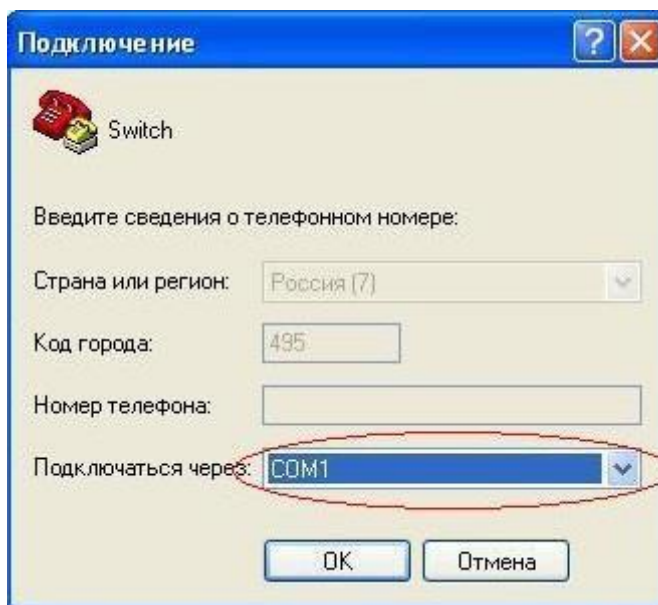 Подключение
Switch
Введите сведения о телефонном номере:
Страна или регион: Россия (7)
Код города: 495
Номер телефона:
Подключаться через: COM1
OK Отмена